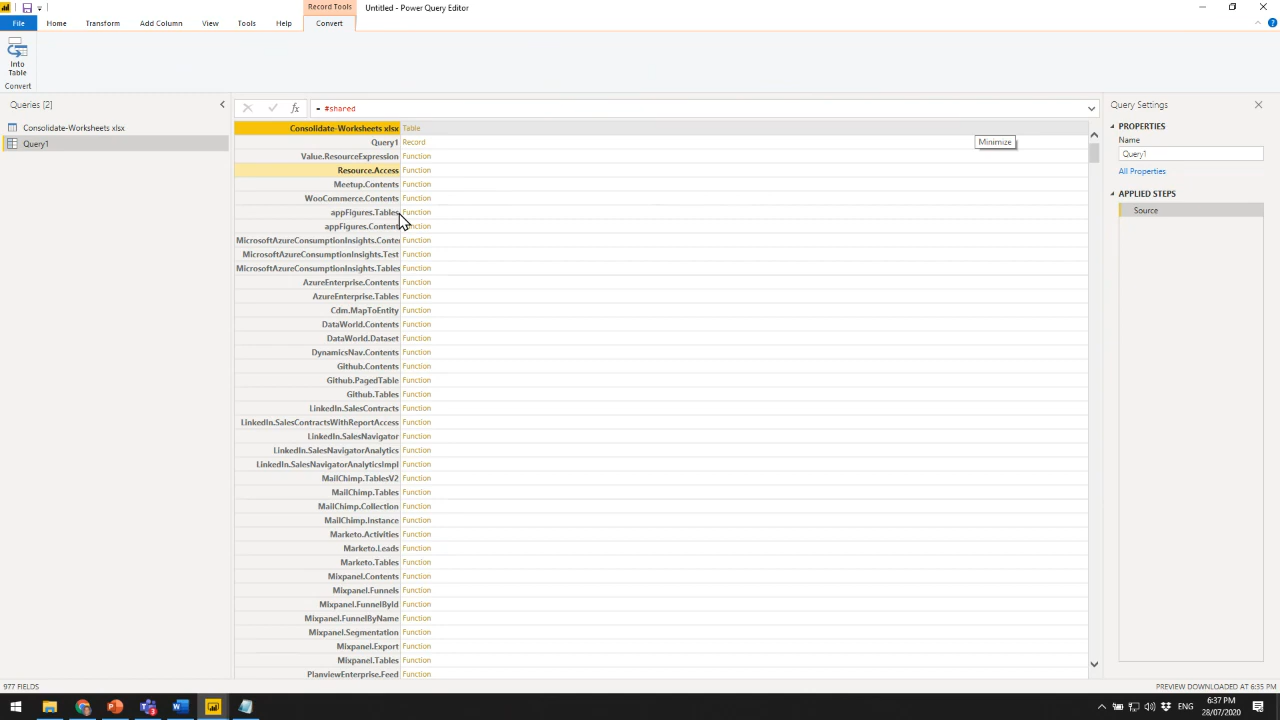 Record Tools
Untitled - Power Query Editor
File
Home
Transform
Add Column
View
Tools
Help
Convert
Into
Table
Convert
Queries [2]
Consolidate-Worksheets xlsx
Query1
= #shared
Consolidate-Worksheets xlsx Table
Query1 Record
Value.ResourceExpression Function
Resource.Access Function
Meetup.Contents Function
WooCommerce.Contents Function
appFigures.Tables Function
appFigures.Content
MicrosoftAzureConsumptionInsights.Conte Function
MicrosoftAzureConsumptionInsights.Test Function
MicrosoftAzureConsumptionInsights.Tables Function
AzureEnterprise.Contents Function
AzureEnterprise.Tables Function
Cdm.MapToEntity Function
DataWorld.Contents Function
DataWorld.Dataset Function
DynamicsNav.Contents Function
Github.Contents Function
Github.PagedTable Function
Github.Tables Function
LinkedIn.SalesContracts Function
LinkedIn.SalesContractsWithReportAccess Function
LinkedIn.SalesNavigator Function
LinkedIn.SalesNavigatorAnalytics Function
LinkedIn.SalesNavigatorAnalyticsImpl Function
MailChimp.TablesV2 Function
MailChimp.Tables Function
MailChimp.Collection Function
MailChimp.Instance Function
Marketo.Activities Function
Marketo.Leads Function
Marketo.Tables Function
Mixpanel.Contents Function
Mixpanel.Funnels Function
Mixpanel.FunnelById Function
Mixpanel.FunnelByName Function
Mixpanel.Segmentation Function
Mixpanel.Export Function
Mixpanel.Tables Function
PlanviewEnterprise.Feed Function
Minimize
Query Settings
PROPERTIES
Name
Query1
All Properties
APPLIED STEPS
Source
977 FIELDS
PREVIEW DOWNLOADED AT 6:35 PM
ENG
6:37 PM
28/07/2020